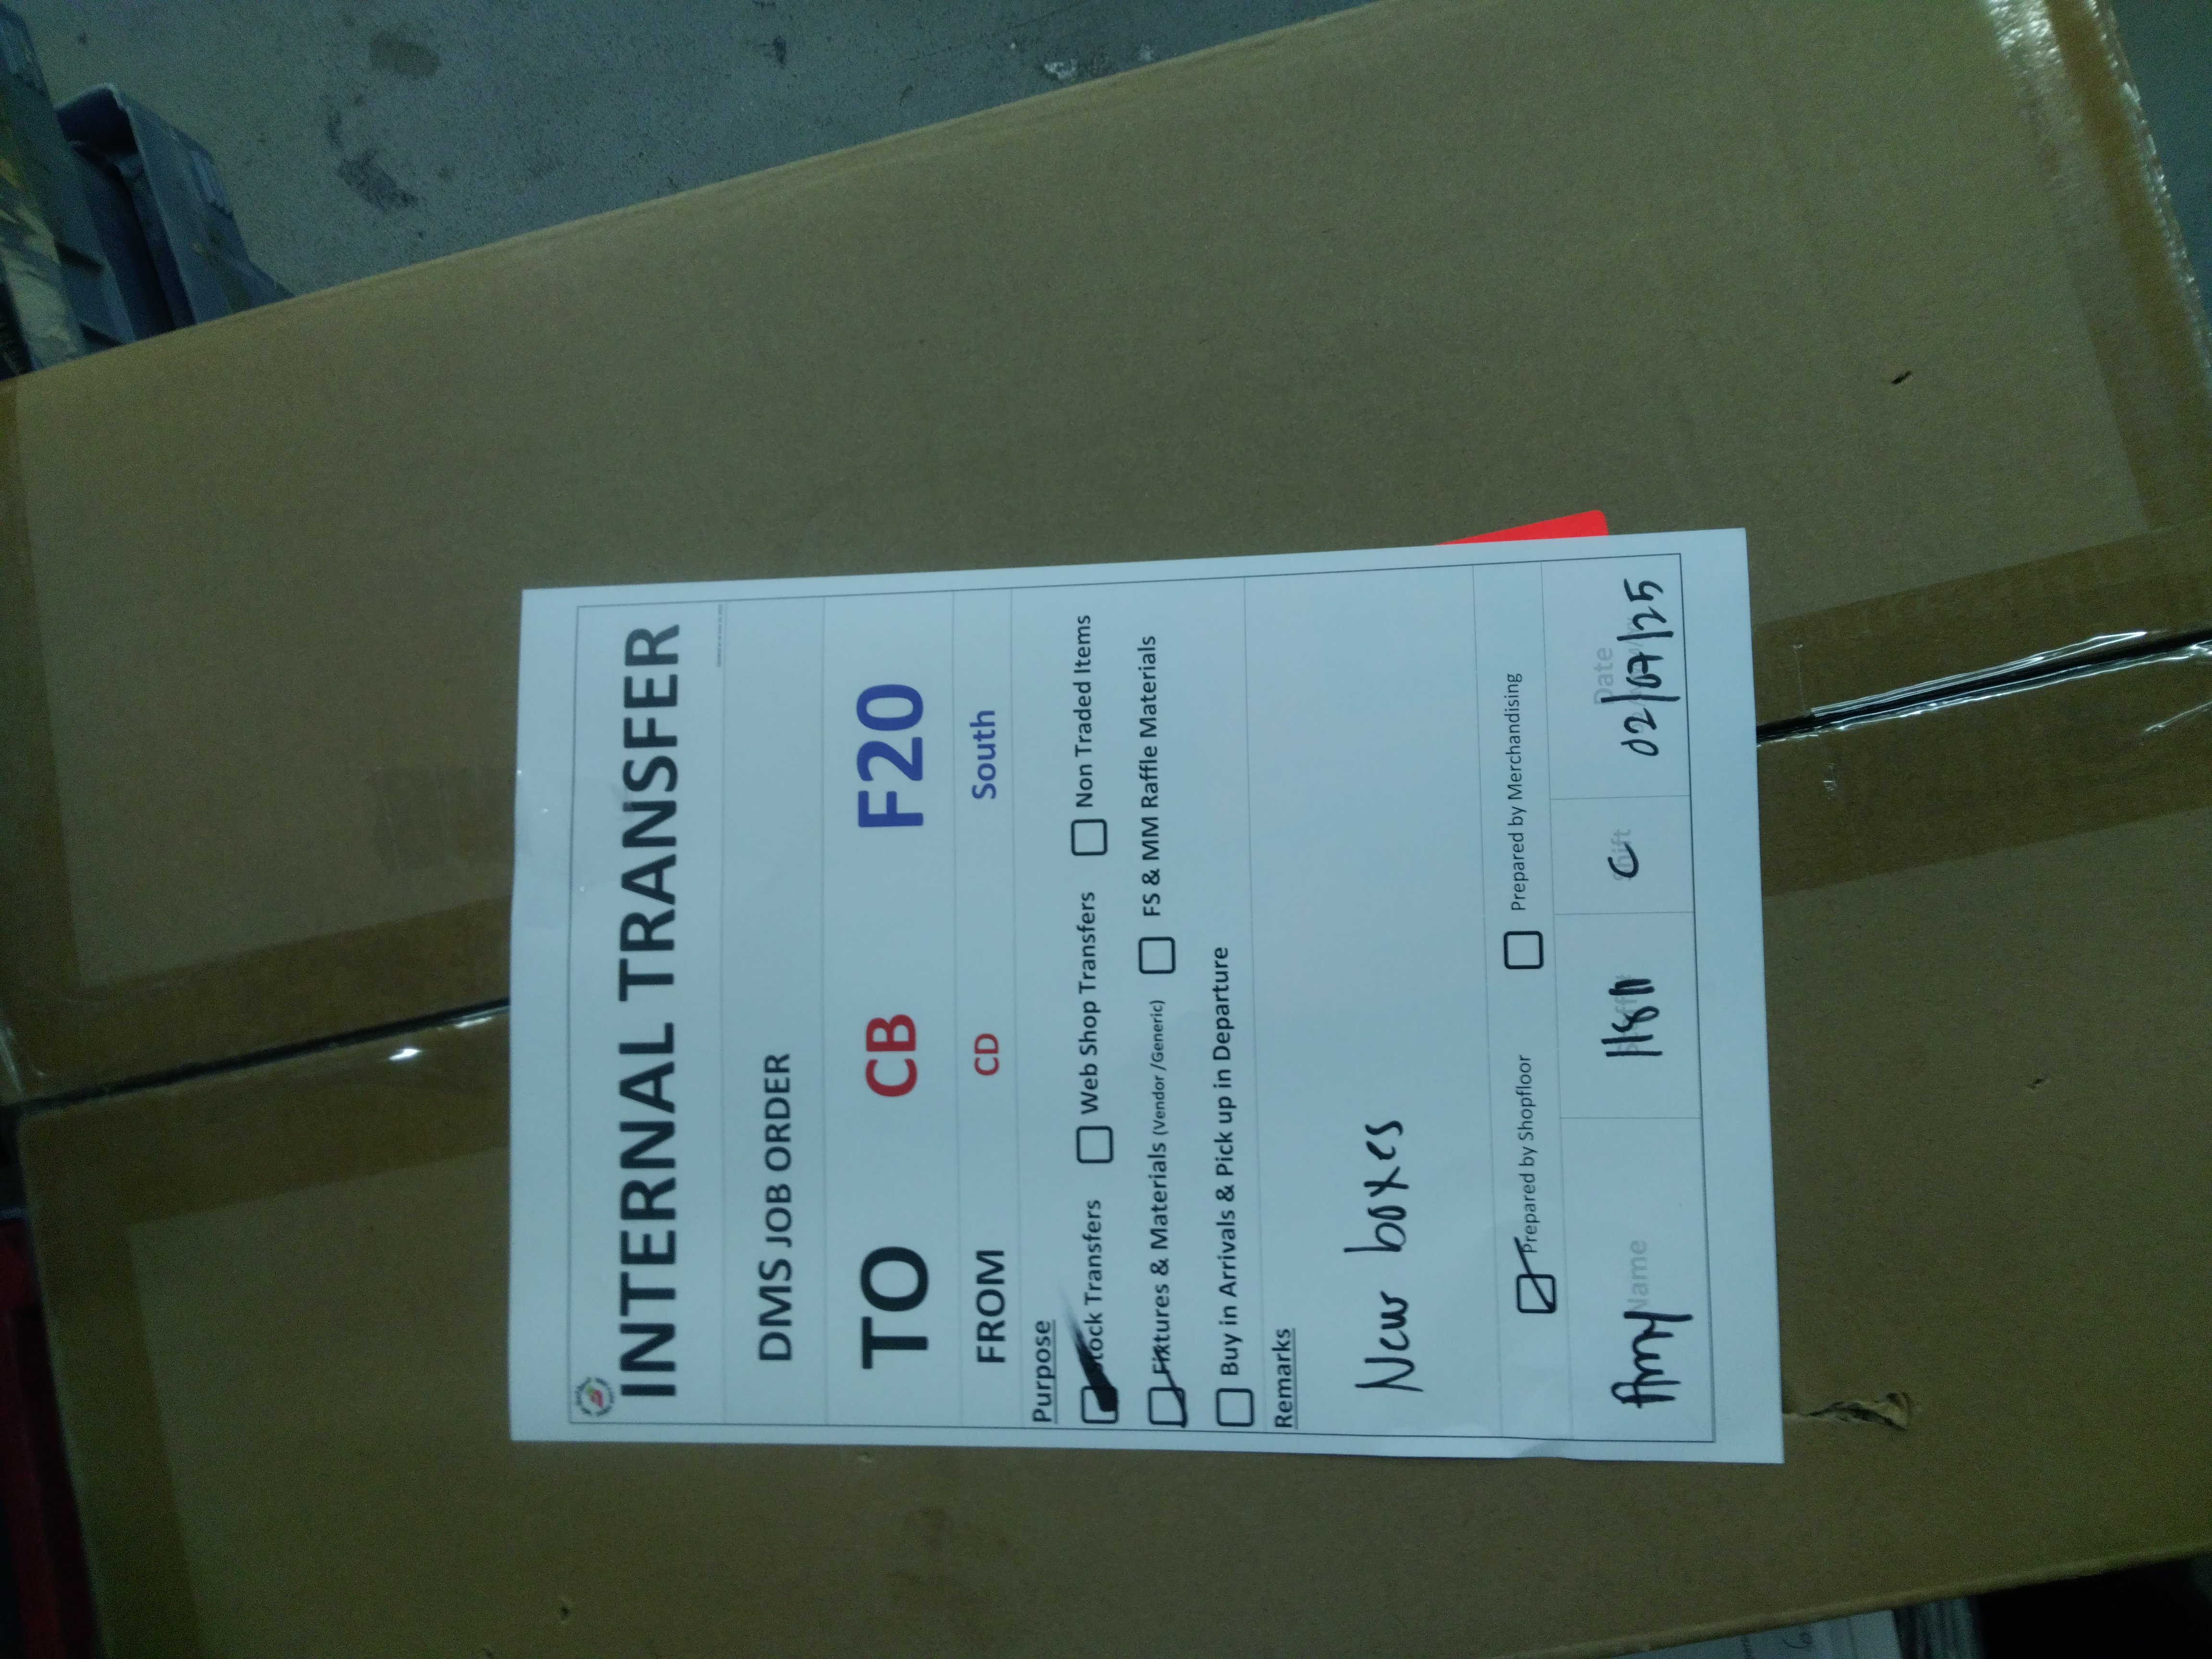 INTERNAL TRANSFER
DMS JOB ORDER
TO CB F20
FROM CD South
Purpose
Stock Transfers Web Shop Transfers Non Traded Items
Fixtures & Materials (Vendor /Generic) FS & MM Raffle Materials
Buy in Arrivals & Pick up in Departure
Remarks
New boxes
Prepared by Shopfloor Prepared by Merchandising
Amy Name C Shift 02/07/25 Date